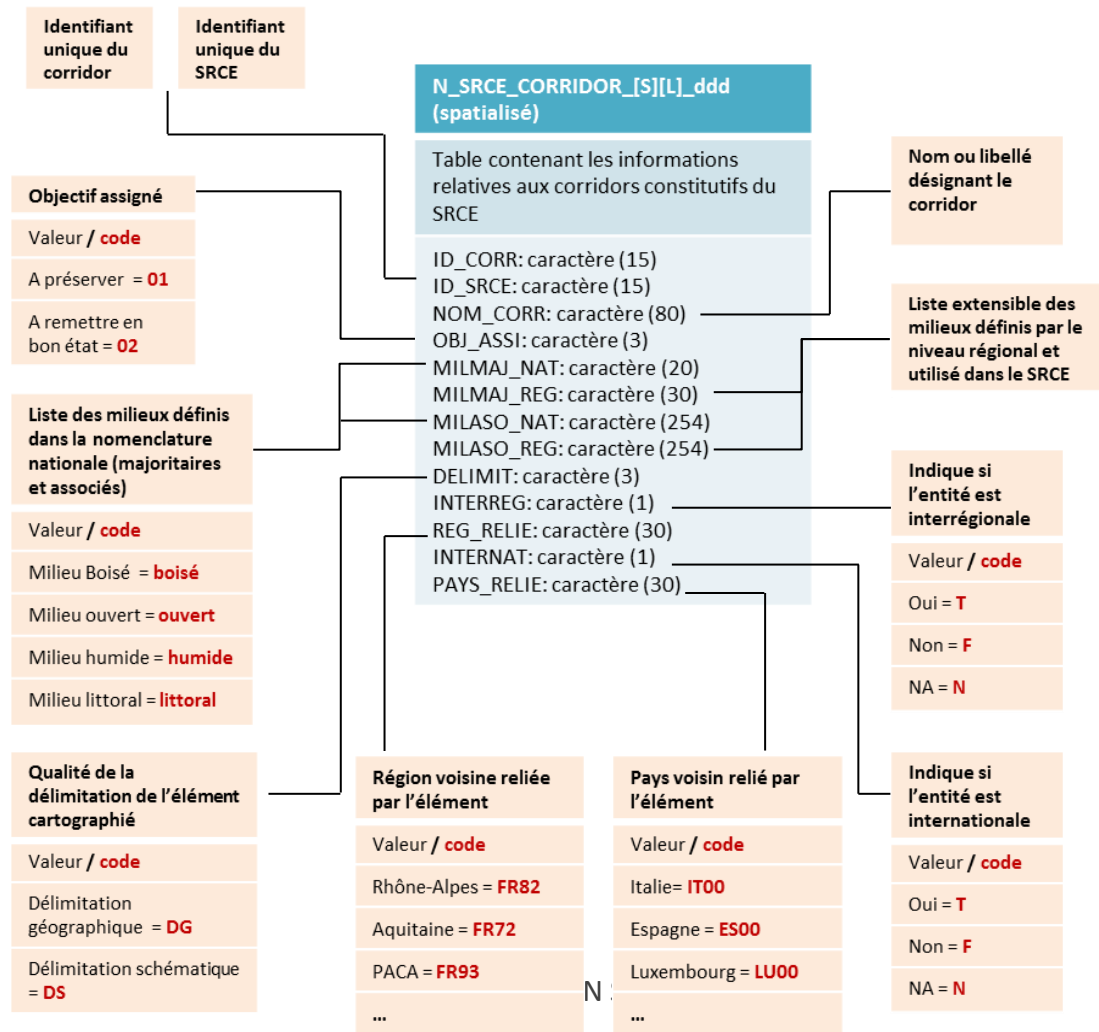 Identifiant
unique du
corridor
Identifiant
unique du
SRCE
N_SRCE_CORRIDOR_[S][L]_ddd
(spatialisé)
Table contenant les informations
relatives aux corridors constitutifs du
SRCE
ID_CORR: caractère (15)
ID_SRCE: caractère (15)
NOM_CORR: caractère (80)
OBJ_ASSI: caractère (3)
MILMAJ_NAT: caractère (20)
MILMAJ_REG: caractère (30)
MILASO_NAT: caractère (254)
MILASO_REG: caractère (254)
DELIMIT: caractère (3)
INTERREG: caractère (1)
REG_RELIE: caractère (30)
INTERNAT: caractère (1)
PAYS_RELIE: caractère (30)
Objectif assigné
Valeur / code
A préserver = 01
A remettre en
bon état = 02
Liste des milieux définis
dans la nomenclature
nationale (majoritaires
et associés)
Valeur / code
Milieu Boisé = boisé
Milieu ouvert = ouvert
Milieu humide = humide
Milieu littoral = littoral
Qualité de la
délimitation de l'élément
cartographié
Valeur / code
Délimitation
géographique = DG
Délimitation schématique
= DS
Région voisine reliée
par l'élément
Valeur / code
Rhône-Alpes = FR82
Aquitaine = FR72
PACA = FR93
...
Pays voisin relié par
l'élément
Valeur / code
Italie= IT00
Espagne = ES00
Luxembourg = LU00
...
Nom ou libellé
désignant le
corridor
Liste extensible des
milieux définis par le
niveau régional et
utilisé dans le SRCE
Indique si
l'entité est
interrégionale
Valeur / code
Oui = T
Non = F
NA = N
Indique si
l'entité est
internationale
Valeur / code
Oui = T
Non = F
NA = N
N